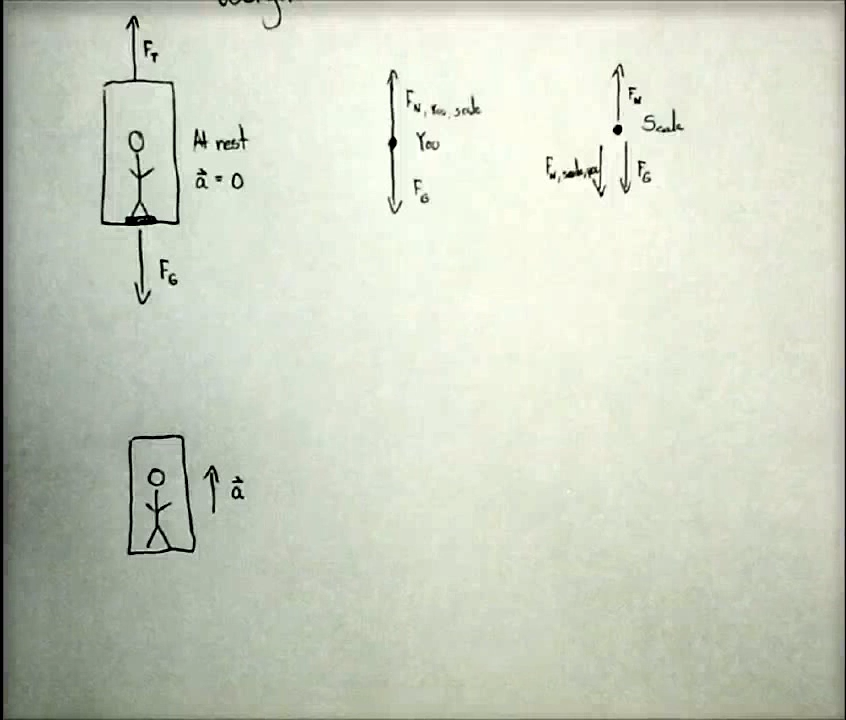 F_T
At rest
a⃗ = 0
F_G
F_N, You, scale
You
F_G
F_N
Scale
F_N, scale, you
F_G
a⃗